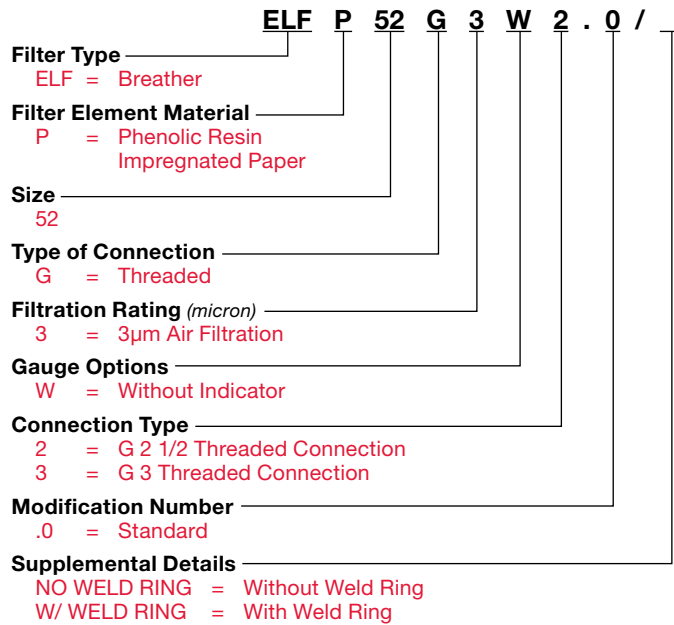 ELF P 52 G 3 W 2 . 0 / _
Filter Type
ELF = Breather
Filter Element Material
P = Phenolic Resin
Impregnated Paper
Size
52
Type of Connection
G = Threaded
Filtration Rating (micron)
3 = 3µm Air Filtration
Gauge Options
W = Without Indicator
Connection Type
2 = G 2 1/2 Threaded Connection
3 = G 3 Threaded Connection
Modification Number
.0 = Standard
Supplemental Details
NO WELD RING = Without Weld Ring
W/ WELD RING = With Weld Ring